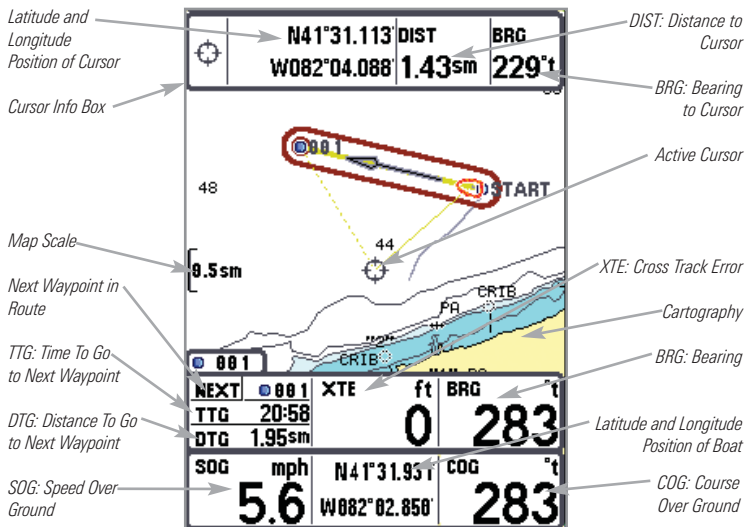 Latitude and
Longitude
Position of Cursor
Cursor Info Box
Map Scale
Next Waypoint in
Route
TTG: Time To Go
to Next Waypoint
DTG: Distance To Go
to Next Waypoint
SOG: Speed Over
Ground
N41°31.113' DIST BRG
W082°04.088' 1.43sm 229°t
001
START
48
44
9.5sm
CRIB
PA
"2"
CRIB
001
NEXT 001 XTE ft BRG °t
TTG 20:58
DTG 1.95sm 0 283
SOG mph N41°31.931' COG °t
5.6 W082°02.850' 283
DIST: Distance to
Cursor
BRG: Bearing
to Cursor
Active Cursor
XTE: Cross Track Error
Cartography
BRG: Bearing
Latitude and Longitude
Position of Boat
COG: Course
Over Ground